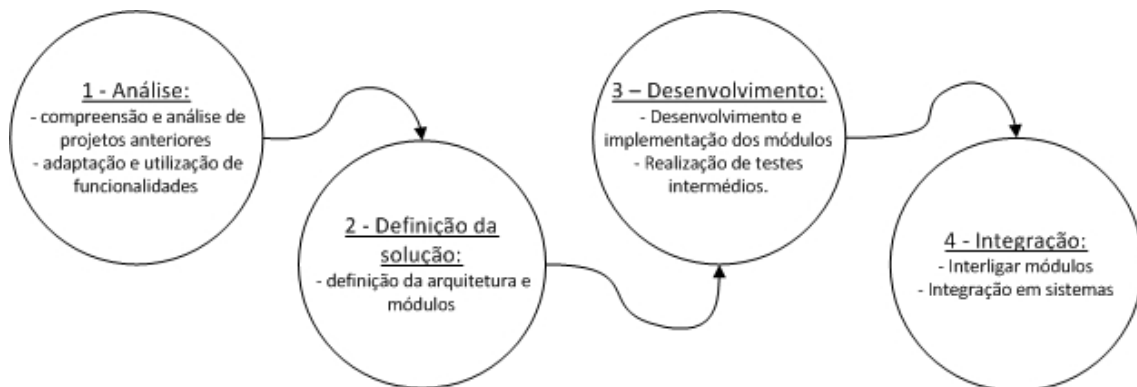 1 - Análise:
- compreensão e análise de
projetos anteriores
- adaptação e utilização de
funcionalidades
2 - Definição da
solução:
- definição da arquitetura e
módulos
3 – Desenvolvimento:
- Desenvolvimento e
implementação dos módulos
- Realização de testes
intermédios.
4 - Integração:
- Interligar módulos
- Integração em sistemas